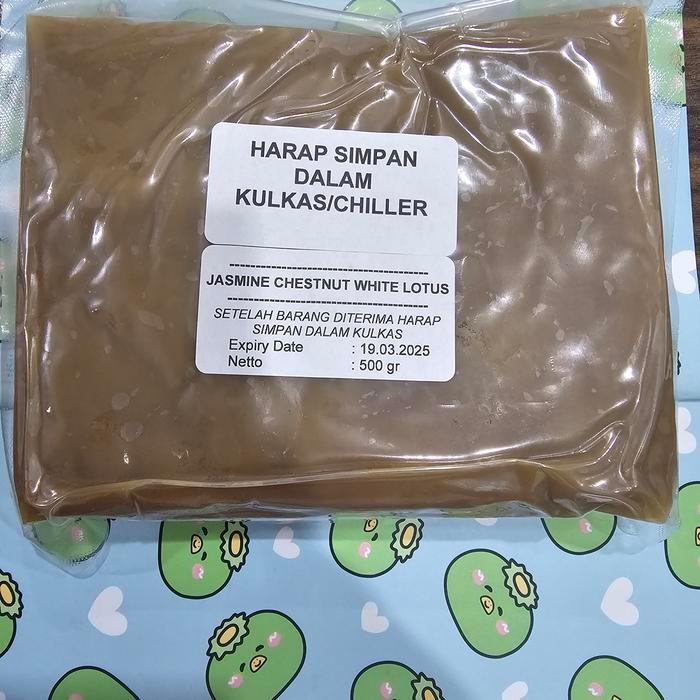 HARAP SIMPAN
DALAM
KULKAS/CHILLER
--------------------------------------------
JASMINE CHESTNUT WHITE LOTUS
--------------------------------------------
SETELAH BARANG DITERIMA HARAP
SIMPAN DALAM KULKAS
Expiry Date : 19.03.2025
Netto : 500 gr